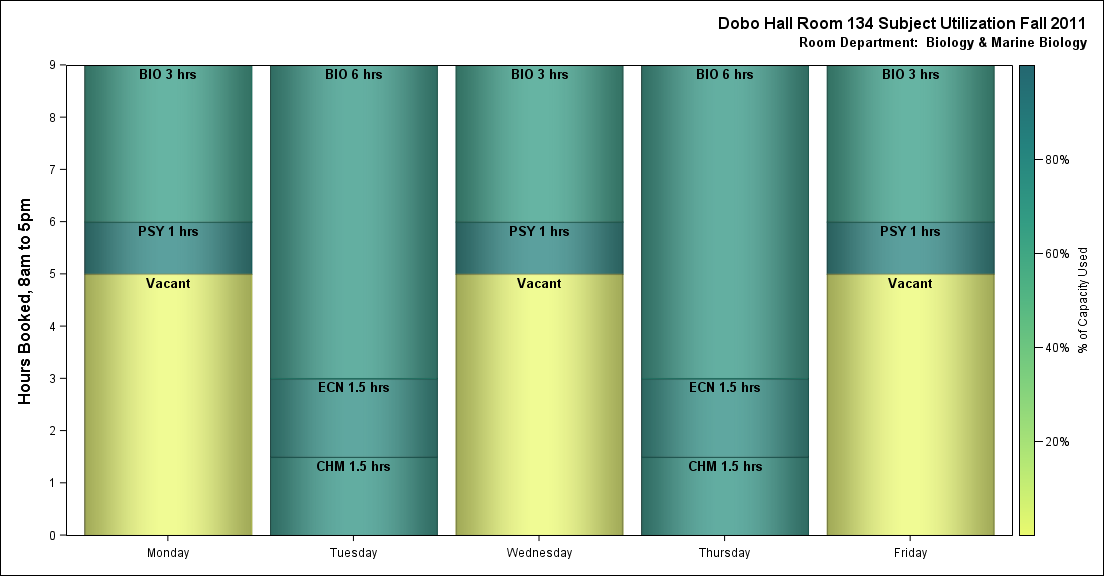 Dobo Hall Room 134 Subject Utilization Fall 2011
Room Department:  Biology & Marine Biology
Hours Booked, 8am to 5pm
9
8
7
6
5
4
3
2
1
0
BIO 3 hrs
PSY 1 hrs
Vacant
BIO 6 hrs
ECN 1.5 hrs
CHM 1.5 hrs
BIO 3 hrs
PSY 1 hrs
Vacant
BIO 6 hrs
ECN 1.5 hrs
CHM 1.5 hrs
BIO 3 hrs
PSY 1 hrs
Vacant
Monday
Tuesday
Wednesday
Thursday
Friday
80%
60%
40%
20%
% of Capacity Used